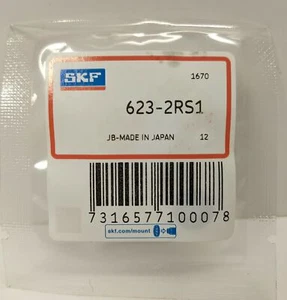 SKF
1670
623-2RS1
JB-MADE IN JAPAN 12
7316577100078
skf.com/mount